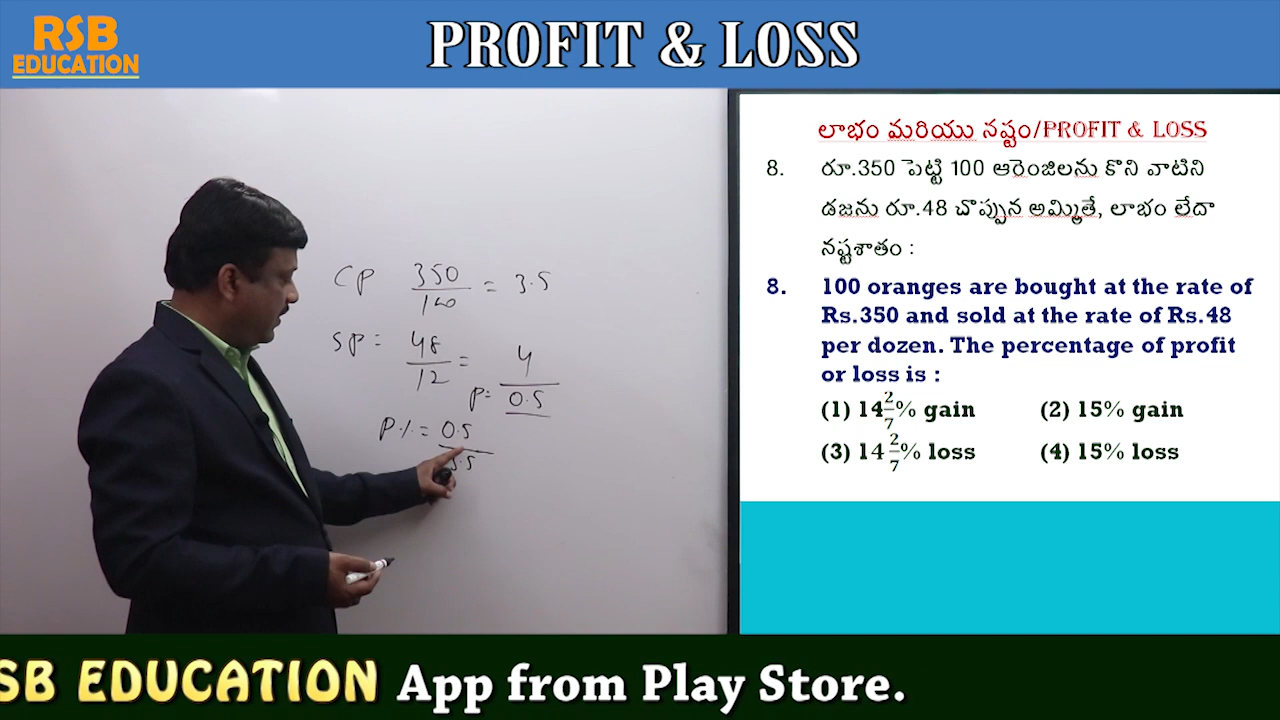 RSB
EDUCATION
PROFIT & LOSS
CP 350/100 = 3.5
SP = 48/12 = 4
P = 0.5
P% = 0.5/3.5
లాభం మరియు నష్టం/PROFIT & LOSS
8. రూ.350 పెట్టి 100 ఆరెంజిలను కొని వాటిని
డజను రూ.48 చొప్పున అమ్మితే, లాభం లేదా
నష్టశాతం :
8. 100 oranges are bought at the rate of
Rs.350 and sold at the rate of Rs.48
per dozen. The percentage of profit
or loss is :
(1) 14 2/7% gain (2) 15% gain
(3) 14 2/7% loss (4) 15% loss
SB EDUCATION App from Play Store.